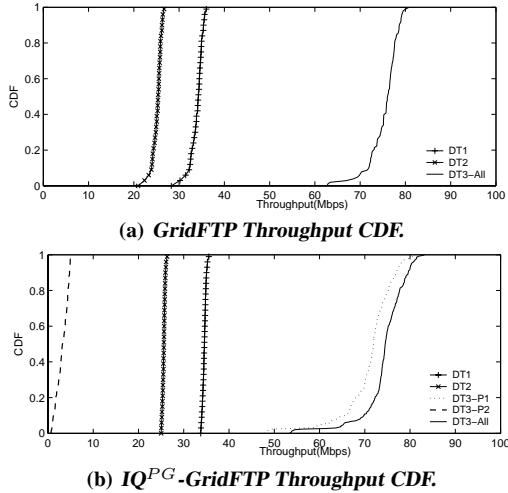 1
0.8
0.6
0.4
0.2
0
CDF
0 10 20 30 40 50 60 70 80 90 100
Throughput(Mbps)
DT1
DT2
DT3-All
(a) GridFTP Throughput CDF.
1
0.8
0.6
0.4
0.2
0
CDF
0 10 20 30 40 50 60 70 80 90 100
Throughput(Mbps)
DT1
DT2
DT3-P1
DT3-P2
DT3-All
(b) IQ^PG-GridFTP Throughput CDF.